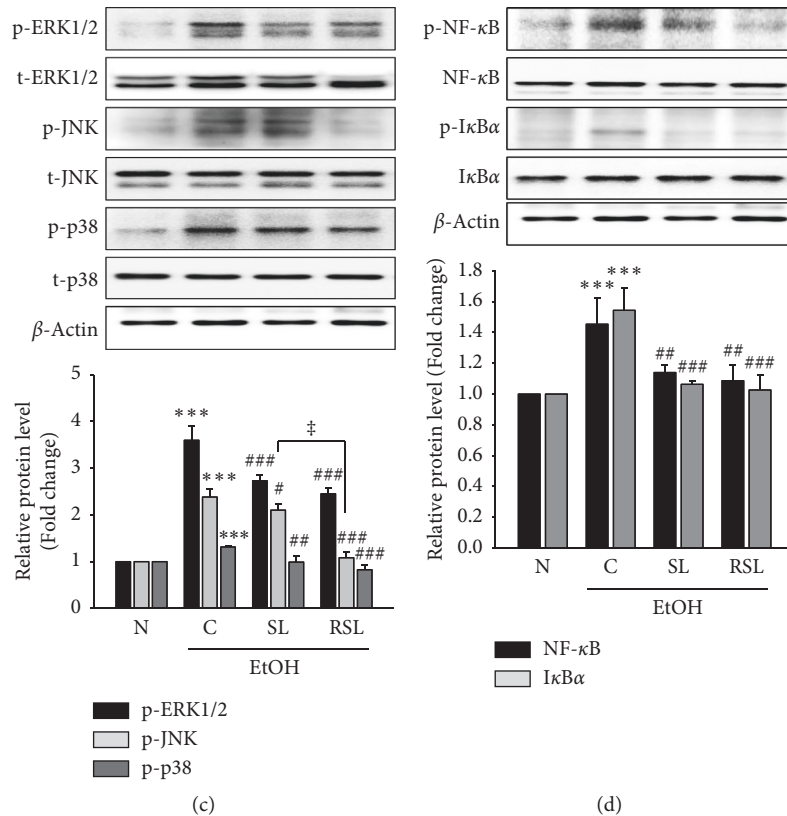 p-ERK1/2
t-ERK1/2
p-JNK
t-JNK
p-p38
t-p38
β-Actin
Relative protein level
(Fold change)
5
4
3
2
1
0
***
***
***
###
#
##
‡
###
###
###
N
C
SL
RSL
EtOH
p-ERK1/2
p-JNK
p-p38
(c)
p-NF-κB
NF-κB
p-IκBα
IκBα
β-Actin
Relative protein level (Fold change)
1.8
1.6
1.4
1.2
1.0
0.8
0.6
0.4
0.2
0.0
***
***
##
###
##
###
N
C
SL
RSL
EtOH
NF-κB
IκBα
(d)